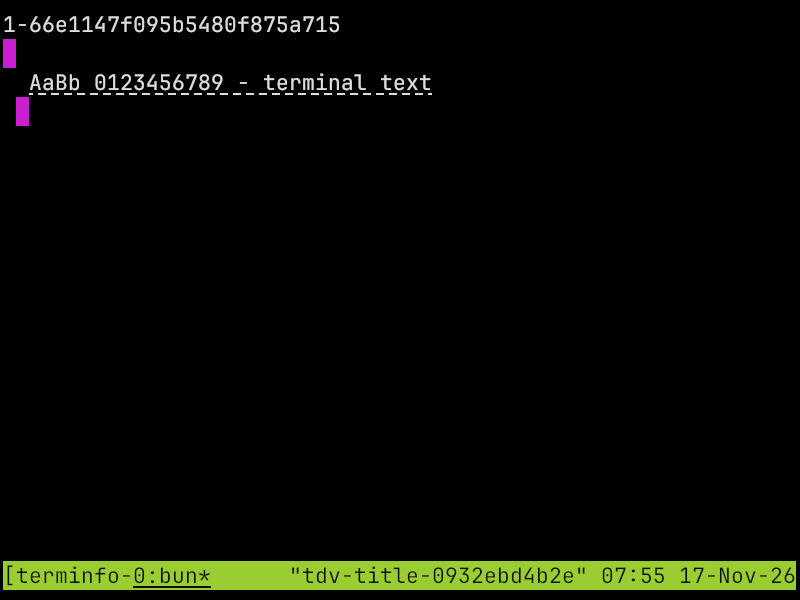 1-66e1147f095b5480f875a715
AaBb 0123456789 - terminal text
[terminfo-0:bun* "tdv-title-0932ebd4b2e" 07:55 17-Nov-26